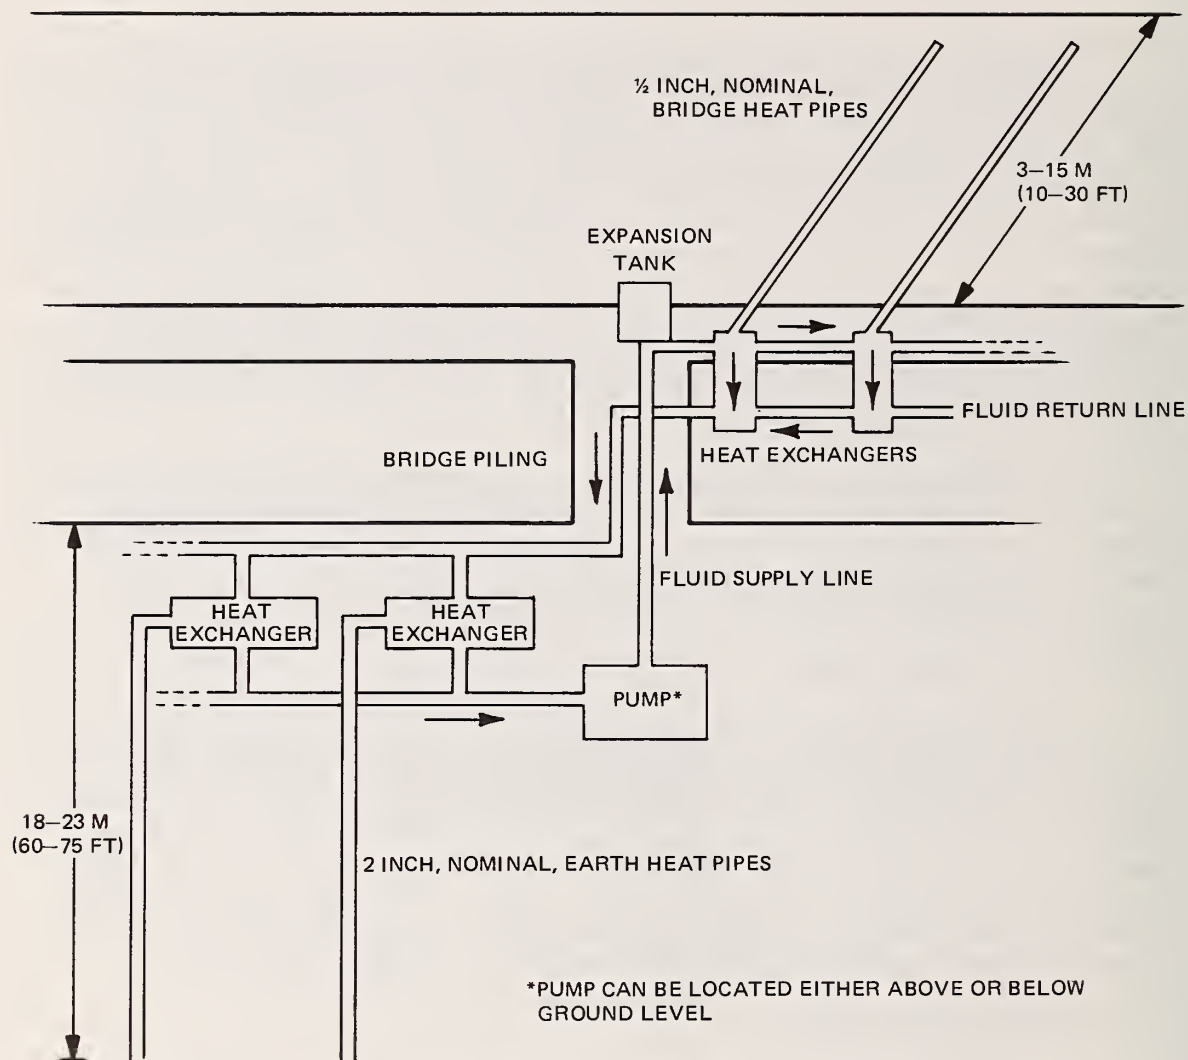 ½ INCH, NOMINAL,
BRIDGE HEAT PIPES
3–15 M
(10–30 FT)
EXPANSION
TANK
FLUID RETURN LINE
BRIDGE PILING
HEAT EXCHANGERS
FLUID SUPPLY LINE
HEAT
EXCHANGER
HEAT
EXCHANGER
PUMP*
18–23 M
(60–75 FT)
2 INCH, NOMINAL, EARTH HEAT PIPES
*PUMP CAN BE LOCATED EITHER ABOVE OR BELOW
GROUND LEVEL